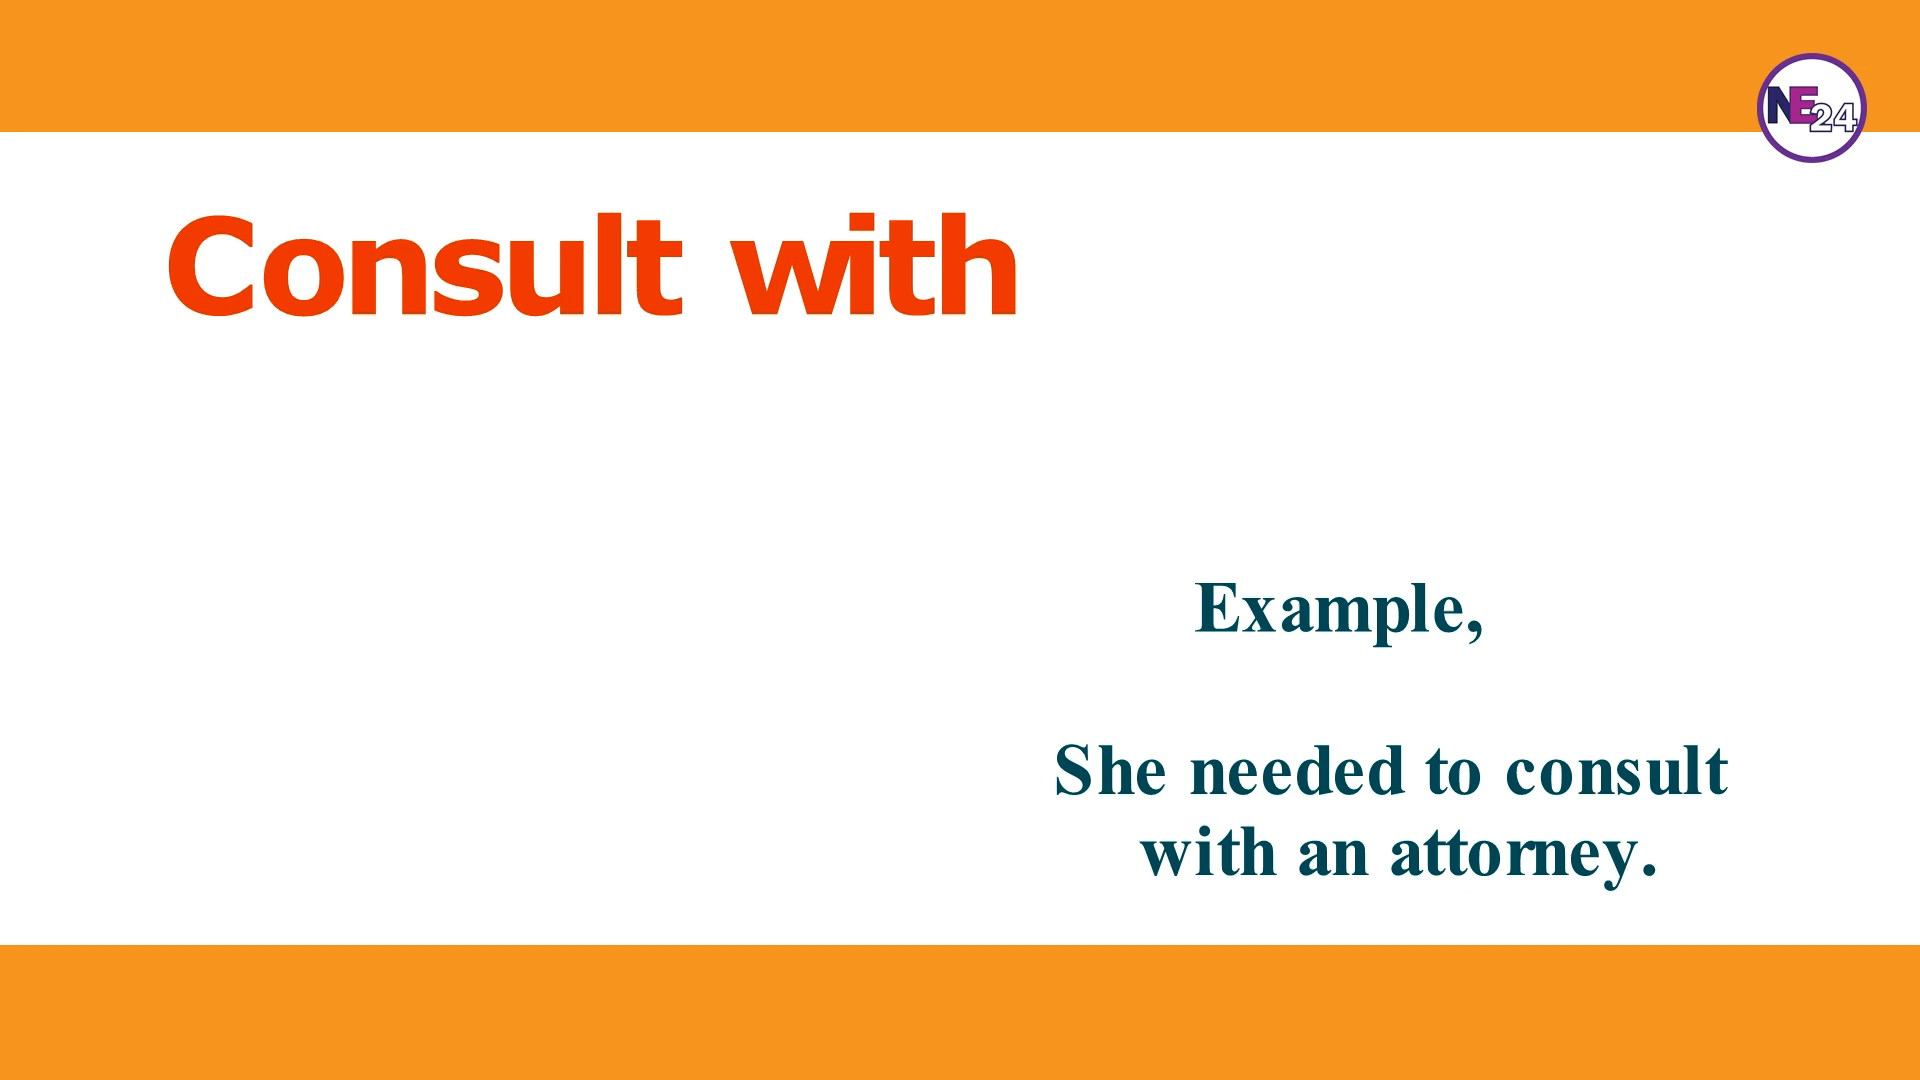 NE24
Consult with
Example,
She needed to consult
with an attorney.